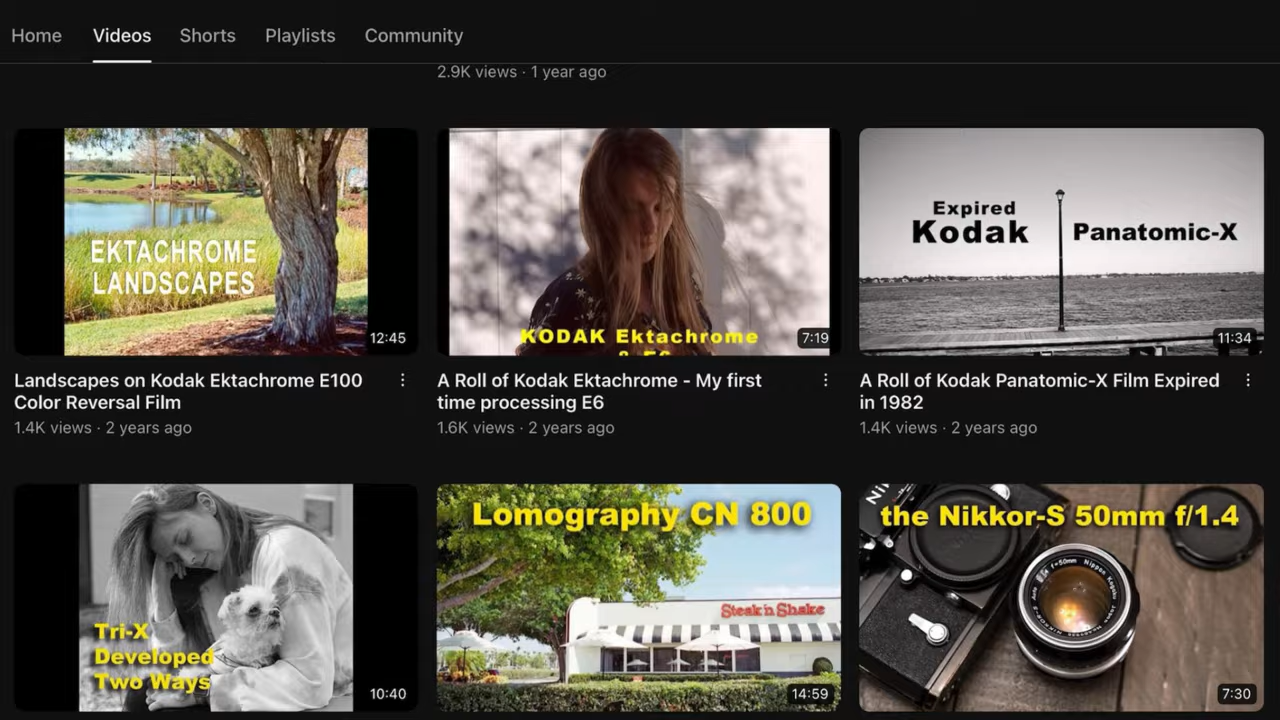 Home
Videos
Shorts
Playlists
Community
2.9K views · 1 year ago
EKTACHROME
LANDSCAPES
12:45
KODAK Ektachrome
& E6
7:19
Expired
Kodak
Panatomic-X
11:34
Landscapes on Kodak Ektachrome E100
Color Reversal Film
1.4K views · 2 years ago
A Roll of Kodak Ektachrome - My first
time processing E6
1.6K views · 2 years ago
A Roll of Kodak Panatomic-X Film Expired
in 1982
1.4K views · 2 years ago
Tri-X
Developed
Two Ways
10:40
Lomography CN 800
Steak'n Shake
14:59
the Nikkor-S 50mm f/1.4
f=50mm Nippon Kogaku
7:30